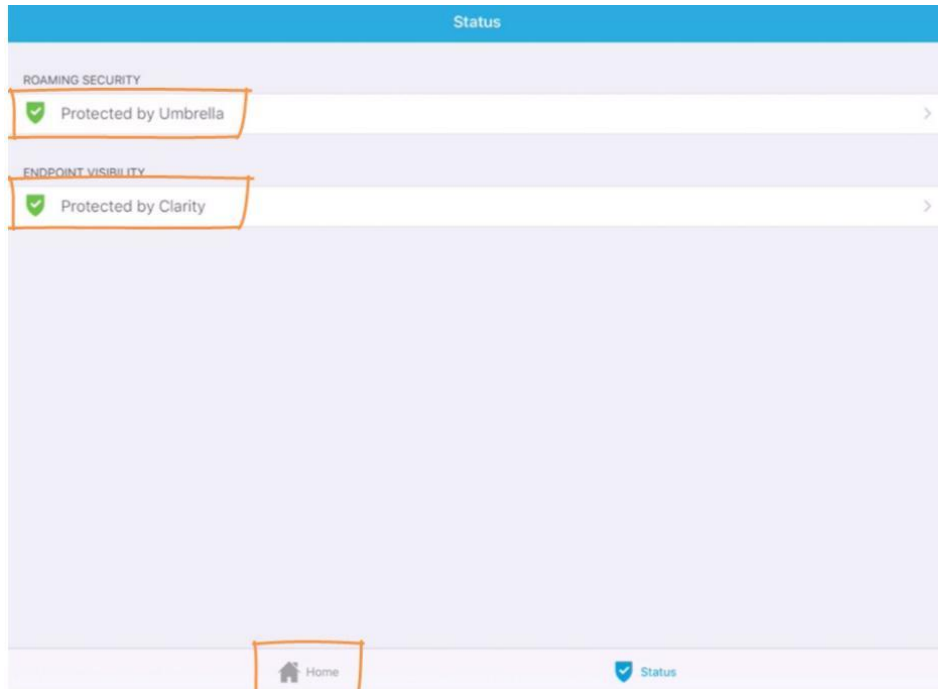 Status
ROAMING SECURITY
Protected by Umbrella
ENDPOINT VISIBILITY
Protected by Clarity
Home
Status